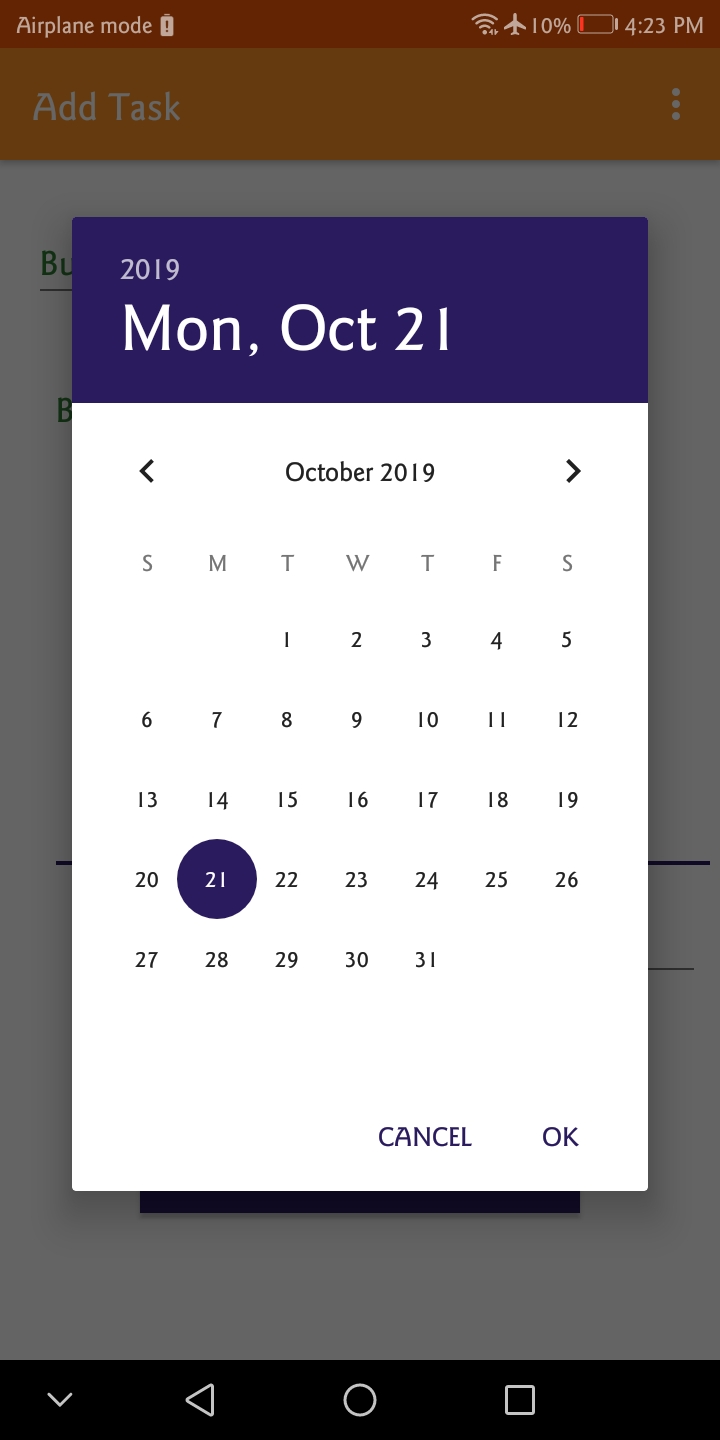 Airplane mode 10% 4:23 PM
Add Task
Bu
B
2019
Mon, Oct 21
October 2019
S M T W T F S
1 2 3 4 5
6 7 8 9 10 11 12
13 14 15 16 17 18 19
20 21 22 23 24 25 26
27 28 29 30 31
CANCEL OK